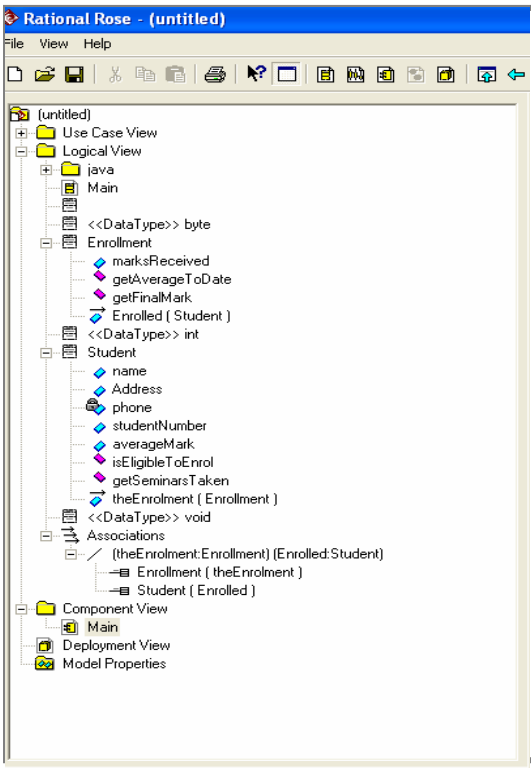 Rational Rose - (untitled)
File View Help
(untitled)
Use Case View
Logical View
java
Main
<<DataType>> byte
Enrollment
marksReceived
getAverageToDate
getFinalMark
Enrolled ( Student )
<<DataType>> int
Student
name
Address
phone
studentNumber
averageMark
isEligibleToEnrol
getSeminarsTaken
theEnrolment ( Enrollment )
<<DataType>> void
Associations
(theEnrolment:Enrollment) (Enrolled:Student)
Enrollment ( theEnrolment )
Student ( Enrolled )
Component View
Main
Deployment View
Model Properties